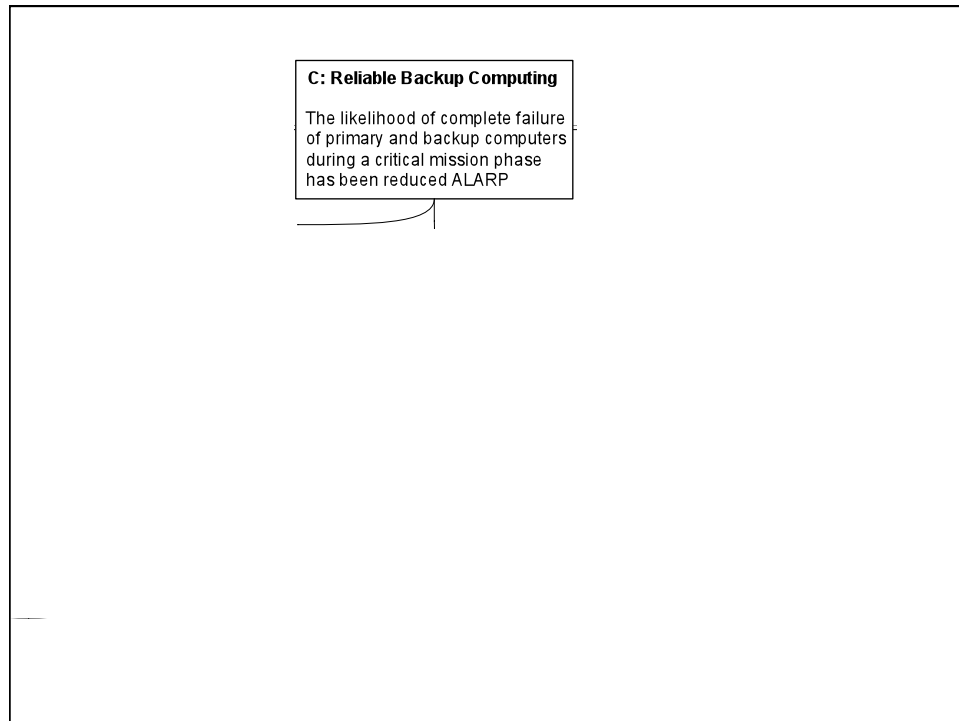 C: Reliable Backup Computing
The likelihood of complete failure
of primary and backup computers
during a critical mission phase
has been reduced ALARP